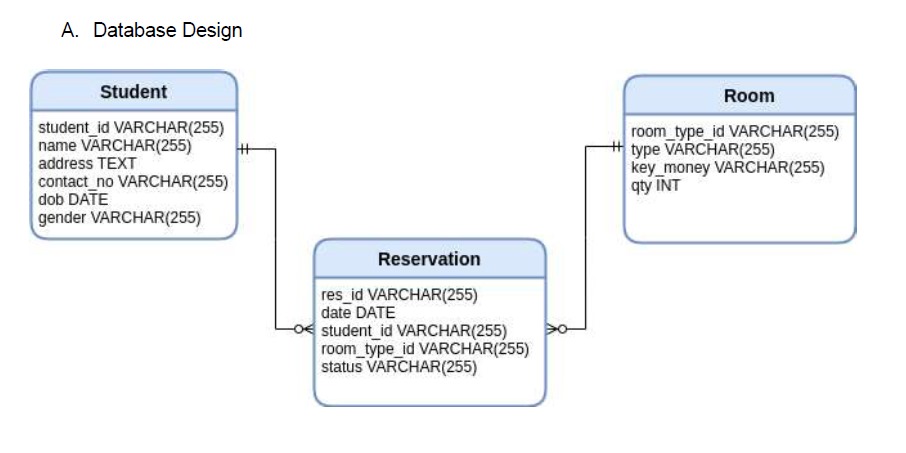 A. Database Design
Student
student_id VARCHAR(255)
name VARCHAR(255)
address TEXT
contact_no VARCHAR(255)
dob DATE
gender VARCHAR(255)
Room
room_type_id VARCHAR(255)
type VARCHAR(255)
key_money VARCHAR(255)
qty INT
Reservation
res_id VARCHAR(255)
date DATE
student_id VARCHAR(255)
room_type_id VARCHAR(255)
status VARCHAR(255)